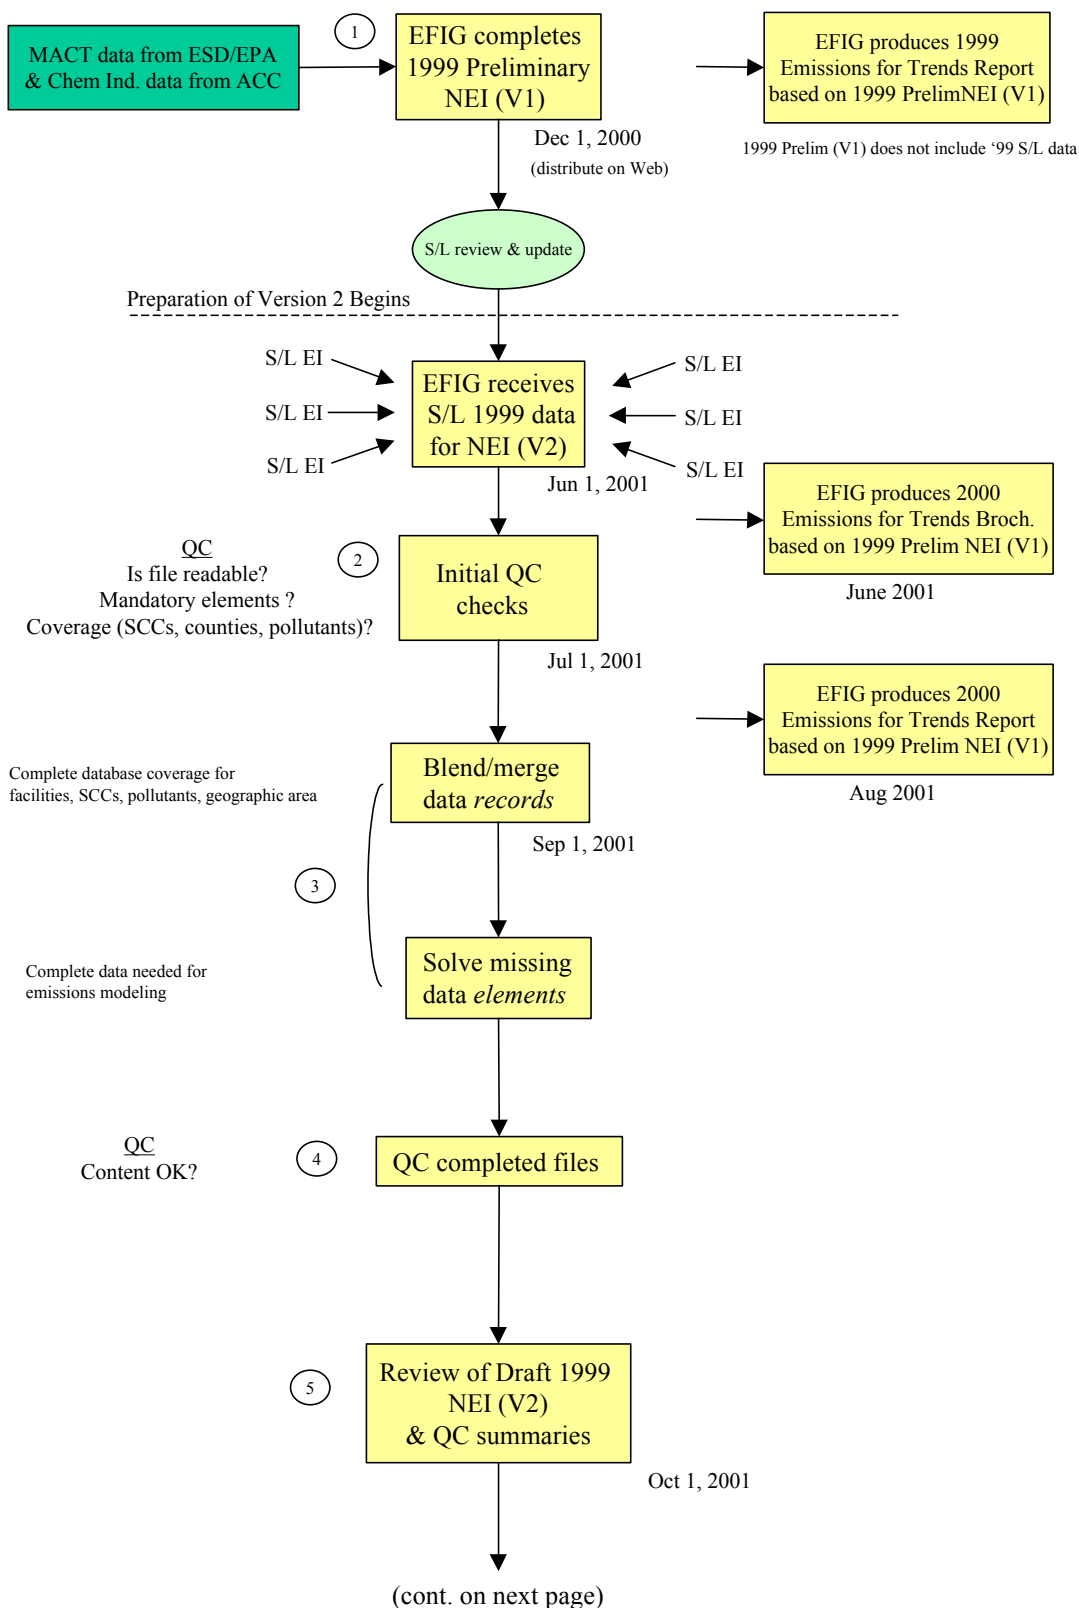 1
MACT data from ESD/EPA
& Chem Ind. data from ACC
EFIG completes
1999 Preliminary
NEI (V1)
EFIG produces 1999
Emissions for Trends Report
based on 1999 PrelimNEI (V1)
Dec 1, 2000
(distribute on Web)
1999 Prelim (V1) does not include ‘99 S/L data
S/L review & update
Preparation of Version 2 Begins
S/L EI
S/L EI
S/L EI
EFIG receives
S/L 1999 data
for NEI (V2)
S/L EI
S/L EI
S/L EI
Jun 1, 2001
EFIG produces 2000
Emissions for Trends Broch.
based on 1999 Prelim NEI (V1)
June 2001
QC
Is file readable?
Mandatory elements ?
Coverage (SCCs, counties, pollutants)?
2
Initial QC
checks
Jul 1, 2001
EFIG produces 2000
Emissions for Trends Report
based on 1999 Prelim NEI (V1)
Aug 2001
Complete database coverage for
facilities, SCCs, pollutants, geographic area
Blend/merge
data records
Sep 1, 2001
3
Complete data needed for
emissions modeling
Solve missing
data elements
QC
Content OK?
4
QC completed files
5
Review of Draft 1999
NEI (V2)
& QC summaries
Oct 1, 2001
(cont. on next page)